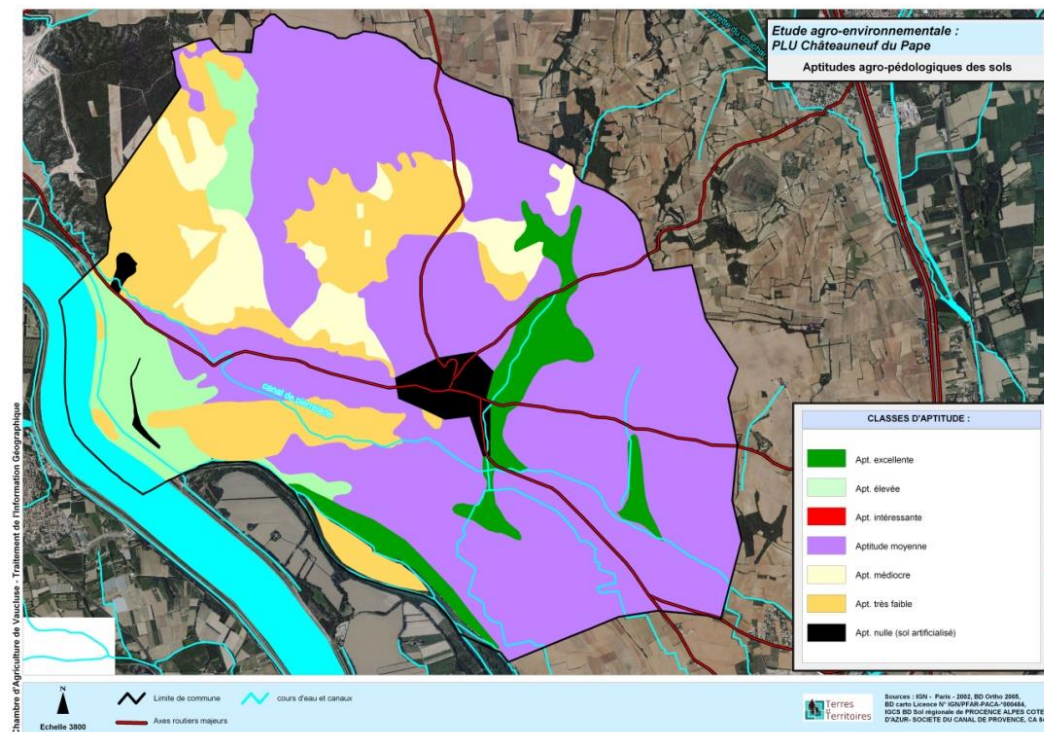 Etude agro-environnementale :
PLU Châteauneuf du Pape
Aptitudes agro-pédologiques des sols
CLASSES D'APTITUDE :
Apt. excellente
Apt. élevée
Apt. intéressante
Aptitude moyenne
Apt. médiocre
Apt. très faible
Apt. nulle (sol artificialisé)
canal de
Chambre d'Agriculture de Vaucluse - Traitement de l'Information Géographique
N
Echelle 3800
Limite de commune
cours d'eau et canaux
Axes routiers majeurs
Terres
et
Territoires
Sources : IGN - Paris - 2002, BD Ortho 2005,
BD carto Licence N° IGN/PFAR-PACA-°000484,
IGCS BD Sol régionale de PROCENCE ALPES COTE
D'AZUR- SOCIETE DU CANAL DE PROVENCE, CA 84